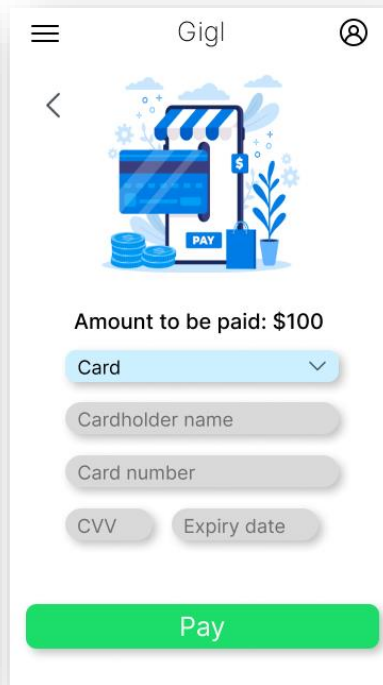 Gigl
$
PAY
Amount to be paid: $100
Card
Cardholder name
Card number
CVV Expiry date
Pay